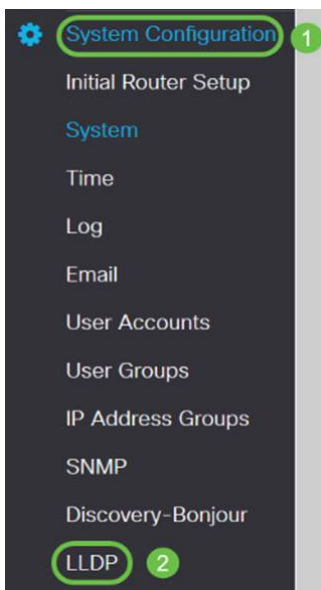 System Configuration 1
Initial Router Setup
System
Time
Log
Email
User Accounts
User Groups
IP Address Groups
SNMP
Discovery-Bonjour
LLDP 2